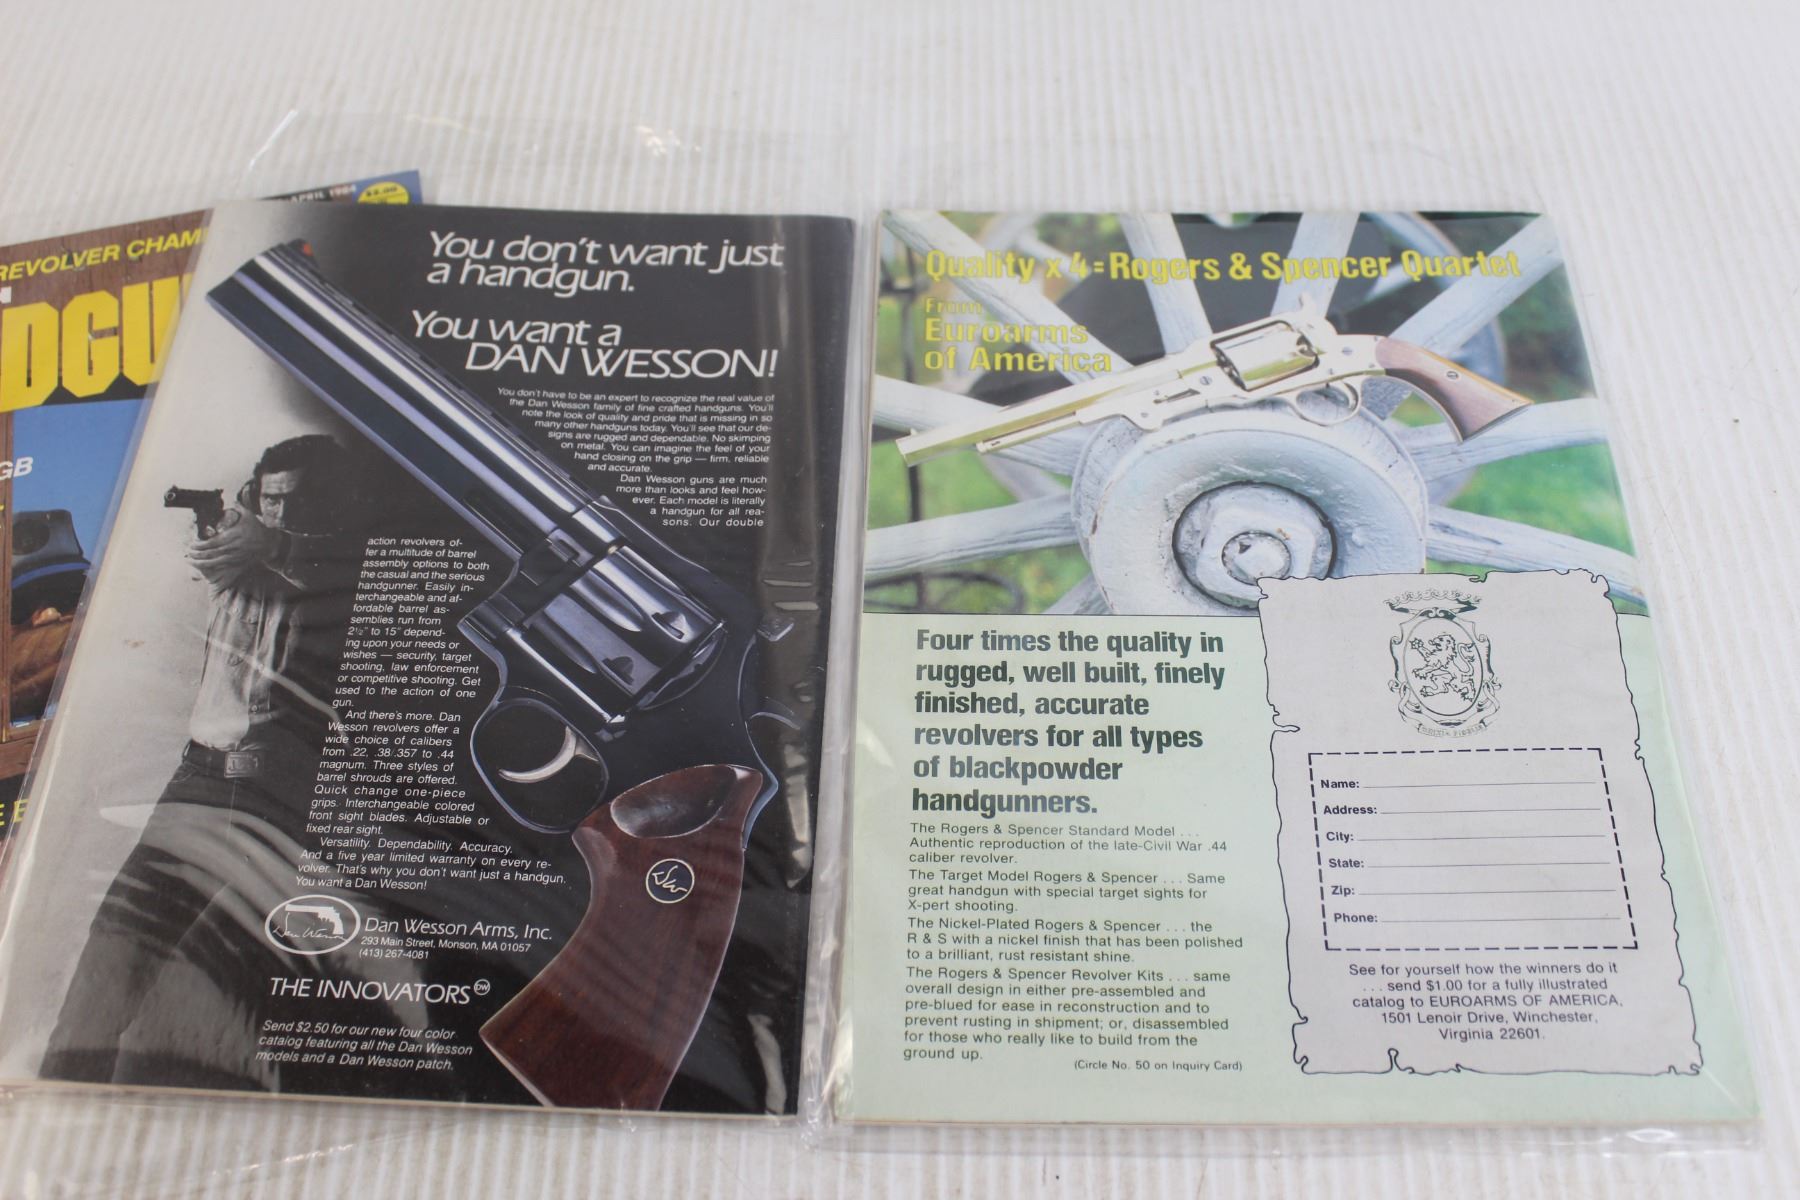 APRIL 1984
$2.00
REVOLVER CHAM
DGU
GB
You don't want just
a handgun.
You want a
DAN WESSON!
You don't have to be an expert to recognize the real value of
the Dan Wesson family of fine crafted handguns. You'll
note the look of quality and pride that is missing in so
many other handguns today. You'll see that our de-
signs are rugged and dependable. No skimping
on metal. You can imagine the feel of your
hand closing on the grip — firm, reliable
and accurate.
Dan Wesson guns are much
more than looks and feel how-
ever. Each model is literally
a handgun for all rea-
sons. Our double
action revolvers of-
fer a multitude of barrel
assembly options to both
the casual and the serious
handgunner. Easily in-
terchangeable and af-
fordable barrel as-
semblies run from
2½" to 15" depend-
ing upon your needs or
wishes — security, target
shooting, law enforcement
or competitive shooting. Get
used to the action of one
gun.
And there's more. Dan
Wesson revolvers offer a
wide choice of calibers
from .22, .38/.357 to .44
magnum. Three styles of
barrel shrouds are offered.
Quick change one-piece
grips. Interchangeable colored
front sight blades. Adjustable or
fixed rear sight.
Versatility. Dependability. Accuracy.
And a five year limited warranty on every re-
volver. That's why you don't want just a handgun.
You want a Dan Wesson!
Dan Wesson
Dan Wesson Arms, Inc.
293 Main Street, Monson, MA 01057
(413) 267-4081
THE INNOVATORS DW
Send $2.50 for our new four color
catalog featuring all the Dan Wesson
models and a Dan Wesson patch.
Quality x 4=Rogers & Spencer Quartet
From
Euroarms
of America
Four times the quality in
rugged, well built, finely
finished, accurate
revolvers for all types
of blackpowder
handgunners.
The Rogers & Spencer Standard Model . . .
Authentic reproduction of the late-Civil War .44
caliber revolver.
The Target Model Rogers & Spencer . . . Same
great handgun with special target sights for
X-pert shooting.
The Nickel-Plated Rogers & Spencer . . . the
R & S with a nickel finish that has been polished
to a brilliant, rust resistant shine.
The Rogers & Spencer Revolver Kits . . . same
overall design in either pre-assembled and
pre-blued for ease in reconstruction and to
prevent rusting in shipment; or, disassembled
for those who really like to build from the
ground up.
(Circle No. 50 on Inquiry Card)
Name:
Address:
City:
State:
Zip:
Phone:
See for yourself how the winners do it
. . . send $1.00 for a fully illustrated
catalog to EUROARMS OF AMERICA,
1501 Lenoir Drive, Winchester,
Virginia 22601.